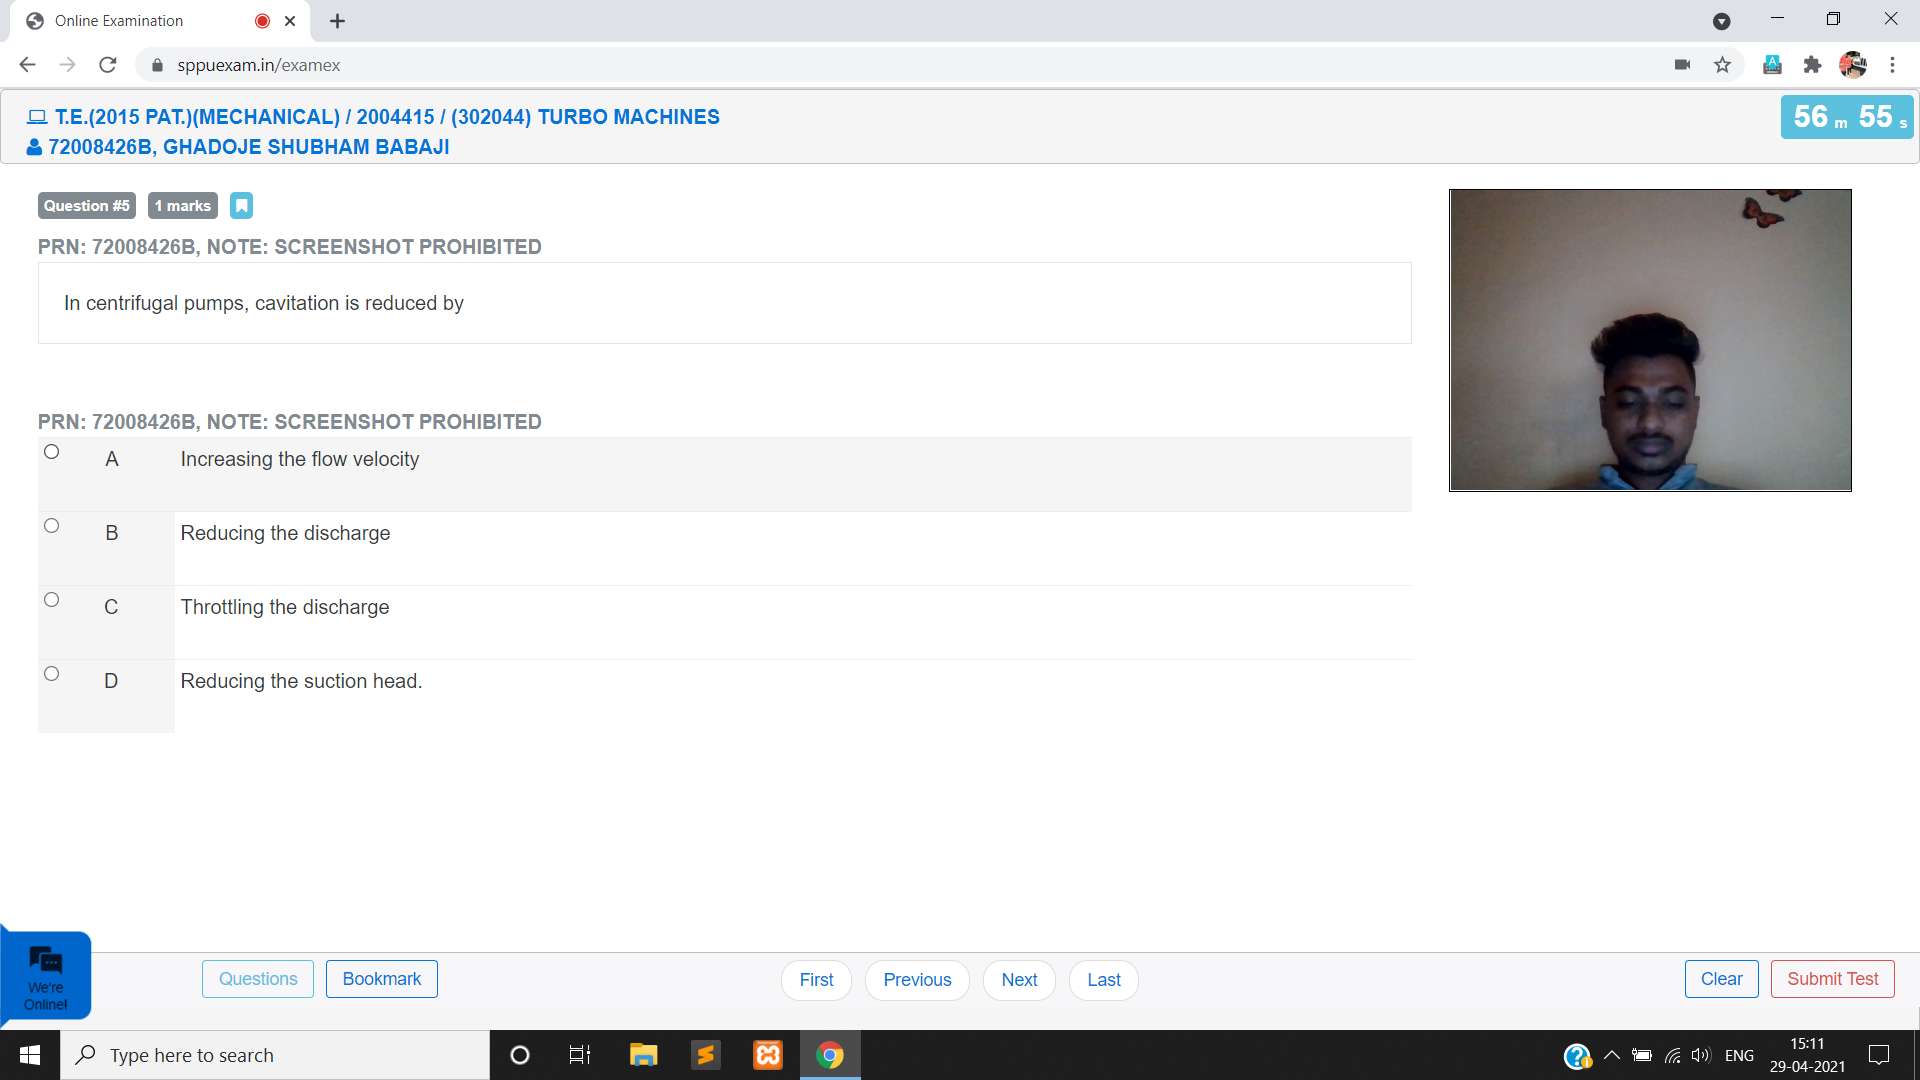 Online Examination
sppuexam.in/examex
T.E.(2015 PAT.)(MECHANICAL) / 2004415 / (302044) TURBO MACHINES
72008426B, GHADOJE SHUBHAM BABAJI
56 m 55 s
Question #5 1 marks
PRN: 72008426B, NOTE: SCREENSHOT PROHIBITED
In centrifugal pumps, cavitation is reduced by
PRN: 72008426B, NOTE: SCREENSHOT PROHIBITED
A Increasing the flow velocity
B Reducing the discharge
C Throttling the discharge
D Reducing the suction head.
We're
Online!
Questions Bookmark First Previous Next Last Clear Submit Test
Type here to search
ENG
15:11
29-04-2021